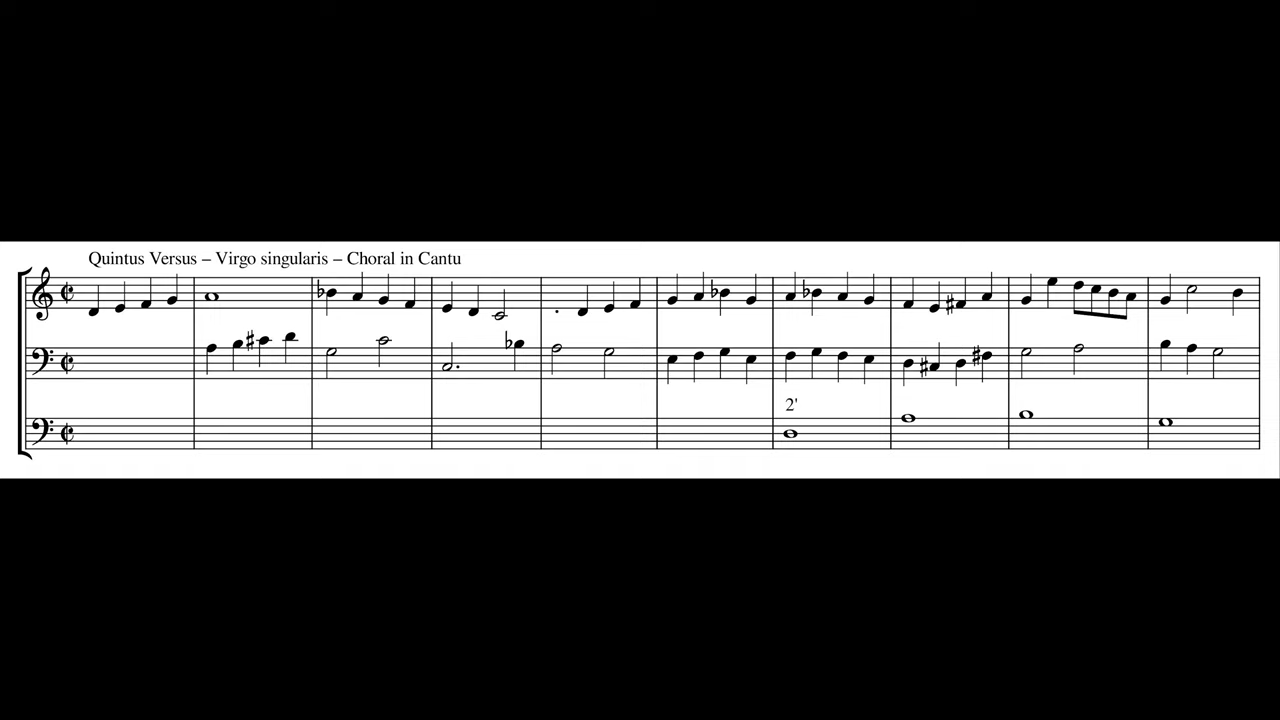 Quintus Versus – Virgo singularis – Choral in Cantu
2'